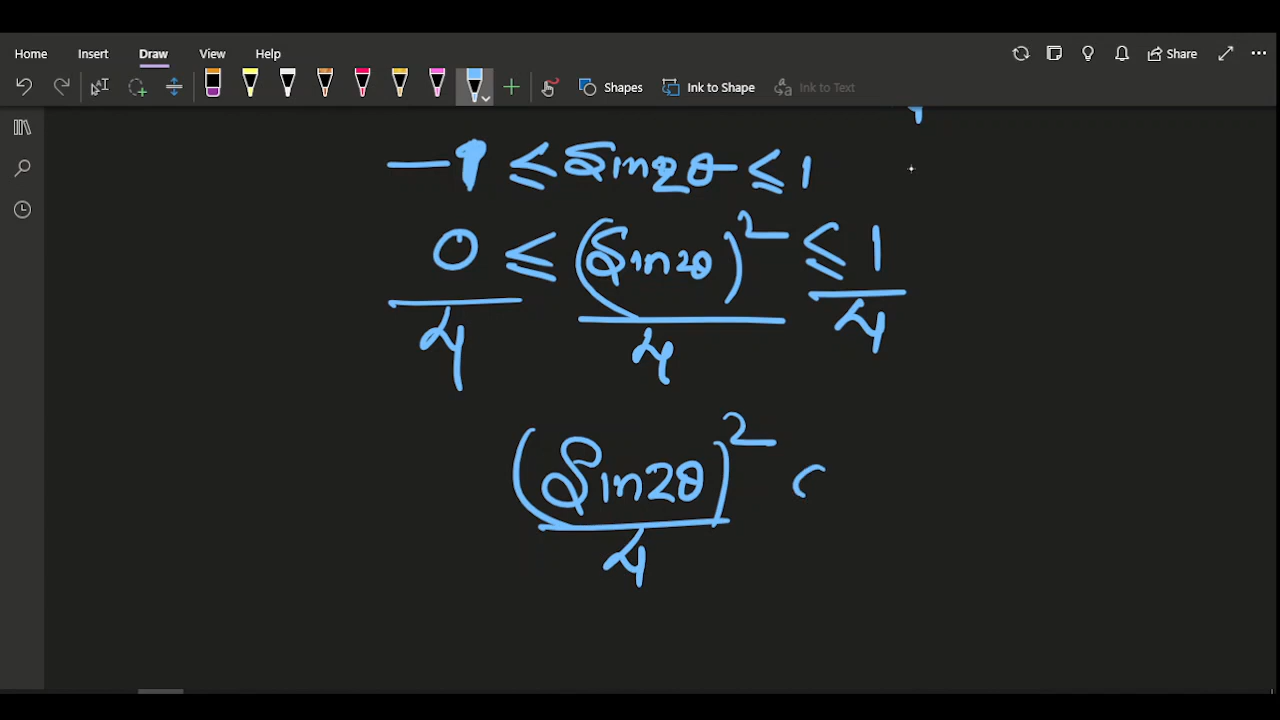 Home Insert Draw View Help Share
Shapes Ink to Shape Ink to Text
-1 ≤ Sin2θ ≤ 1
0/4 ≤ (Sin2θ)²/4 ≤ 1/4
(Sin2θ)²/4